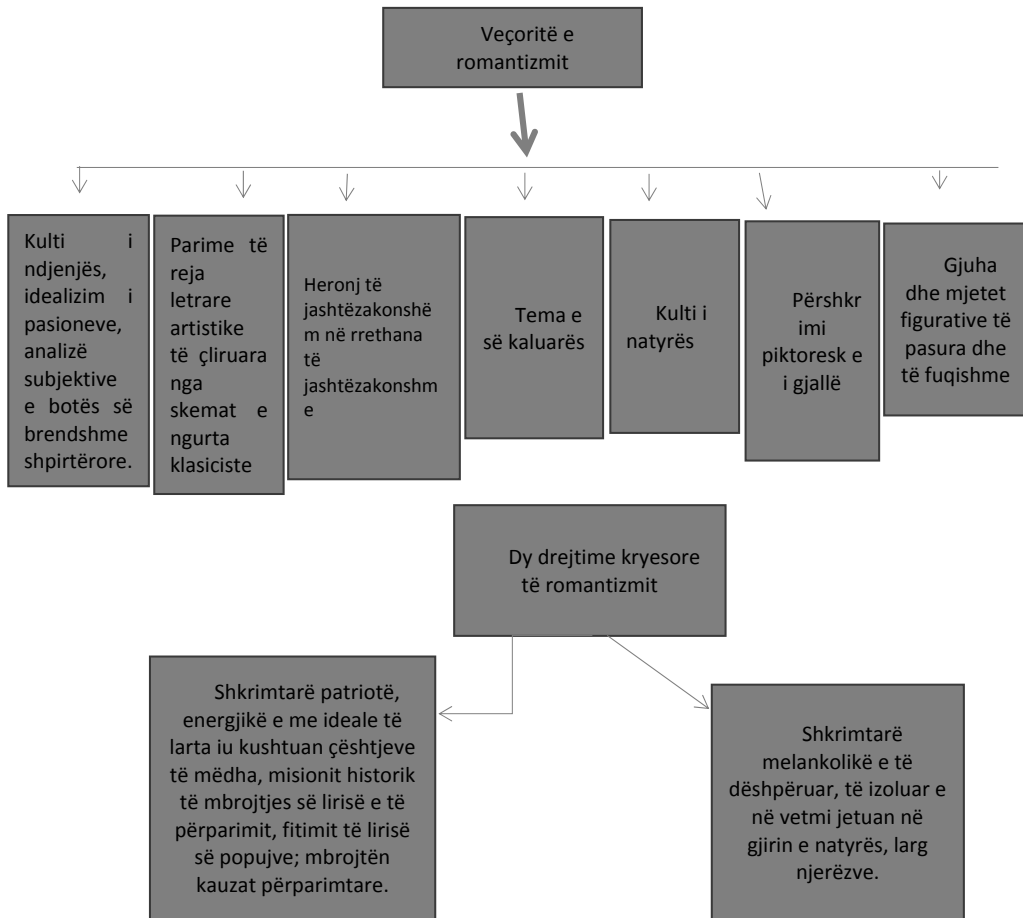 Veçoritë e
romantizmit
Kulti i
ndjenjës,
idealizim i
pasioneve,
analizë
subjektive
e botës së
brendshme
shpirtërore.
Parime të
reja
letrare
artistike
të çliruara
nga
skemat e
ngurta
klasiciste
Heronj të
jashtëzakonshë
m në rrethana
të
jashtëzakonshm
e
Tema e
së kaluarës
Kulti i
natyrës
Përshkr
imi
piktoresk e
i gjallë
Gjuha
dhe mjetet
figurative të
pasura dhe
të fuqishme
Dy drejtime kryesore
të romantizmit
Shkrimtarë patriotë,
energjikë e me ideale të
larta iu kushtuan çështjeve
të mëdha, misionit historik
të mbrojtjes së lirisë e të
përparimit, fitimit të lirisë
së popujve; mbrojtën
kauzat përparimtare.
Shkrimtarë
melankolikë e të
dëshpëruar, të izoluar e
në vetmi jetuan në
gjirin e natyrës, larg
njerëzve.